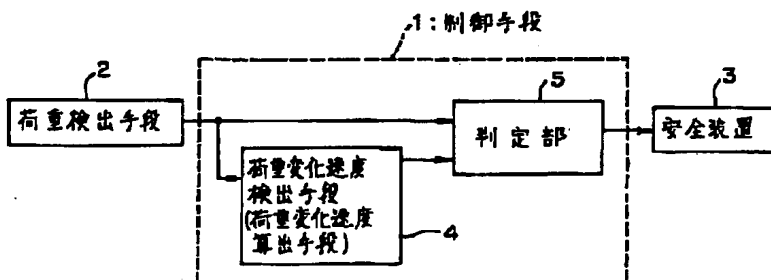 1:制御手段
2
荷重検出手段
5
判定部
3
安全装置
荷重変化速度
検出手段
(荷重変化速度
算出手段)
4